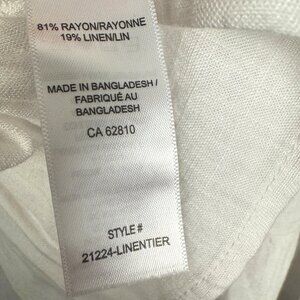 81% RAYON/RAYONNE
19% LINEN/LIN
MADE IN BANGLADESH /
FABRIQUÉ AU
BANGLADESH
CA 62810
STYLE #
21224-LINENTIER